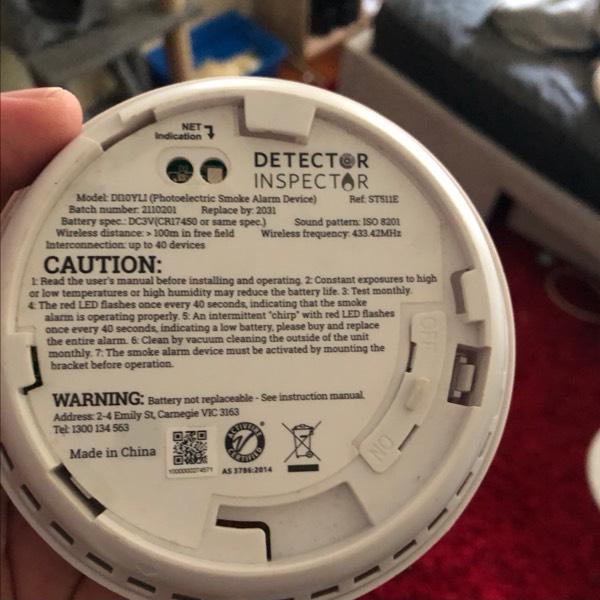 NET
Indication
DETECTOR
INSPECTOR
Model: DI10YLI (Photoelectric Smoke Alarm Device) Ref: ST511E
Batch number: 2110201 Replace by: 2031
Battery spec.: DC3V(CR17450 or same spec.) Sound pattern: ISO 8201
Wireless distance: > 100m in free field Wireless frequency: 433.42MHz
Interconnection: up to 40 devices
CAUTION:
1: Read the user's manual before installing and operating. 2: Constant exposures to high
or low temperatures or high humidity may reduce the battery life. 3: Test monthly.
4: The red LED flashes once every 40 seconds, indicating that the smoke
alarm is operating properly. 5: An intermittent "chirp" with red LED flashes
once every 40 seconds, indicating a low battery, please buy and replace
the entire alarm. 6: Clean by vacuum cleaning the outside of the unit
monthly. 7: The smoke alarm device must be activated by mounting the
bracket before operation.
OFF
ON
WARNING: Battery not replaceable - See instruction manual.
Address: 2-4 Emily St, Carnegie VIC 3163
Tel: 1300 134 563
Made in China
ACTIVFIRE
CERTIFIED
1000000274571
AS 3786:2014